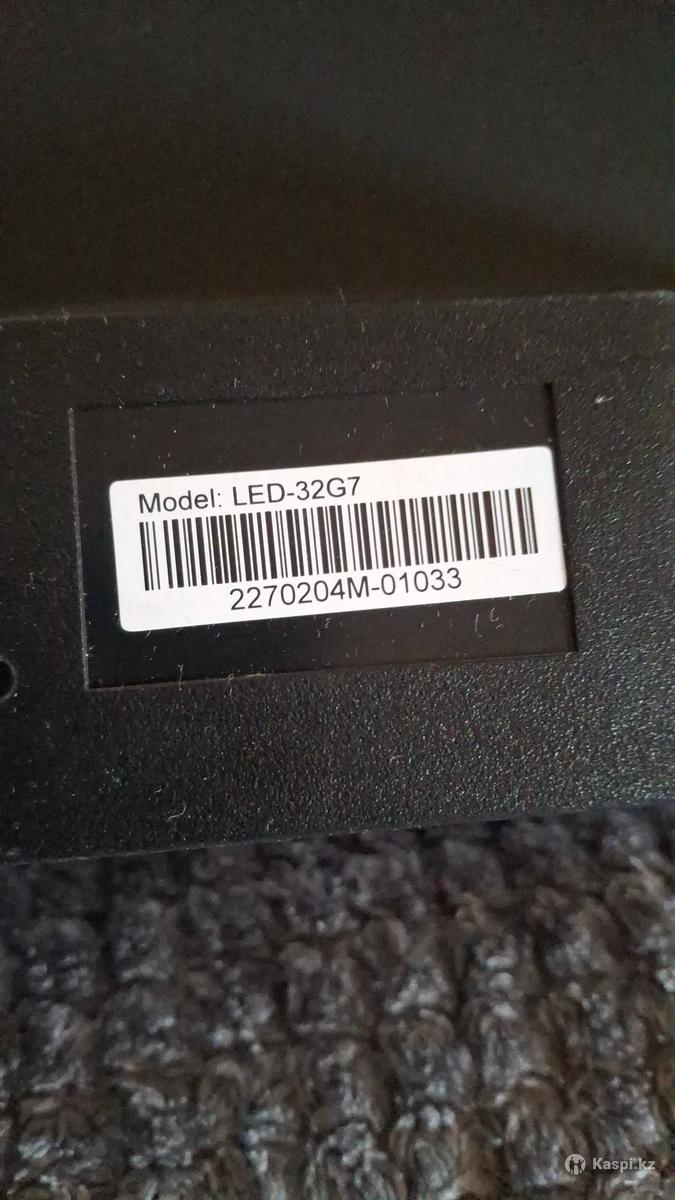 Model: LED-32G7
2270204M-01033
Kaspi.kz